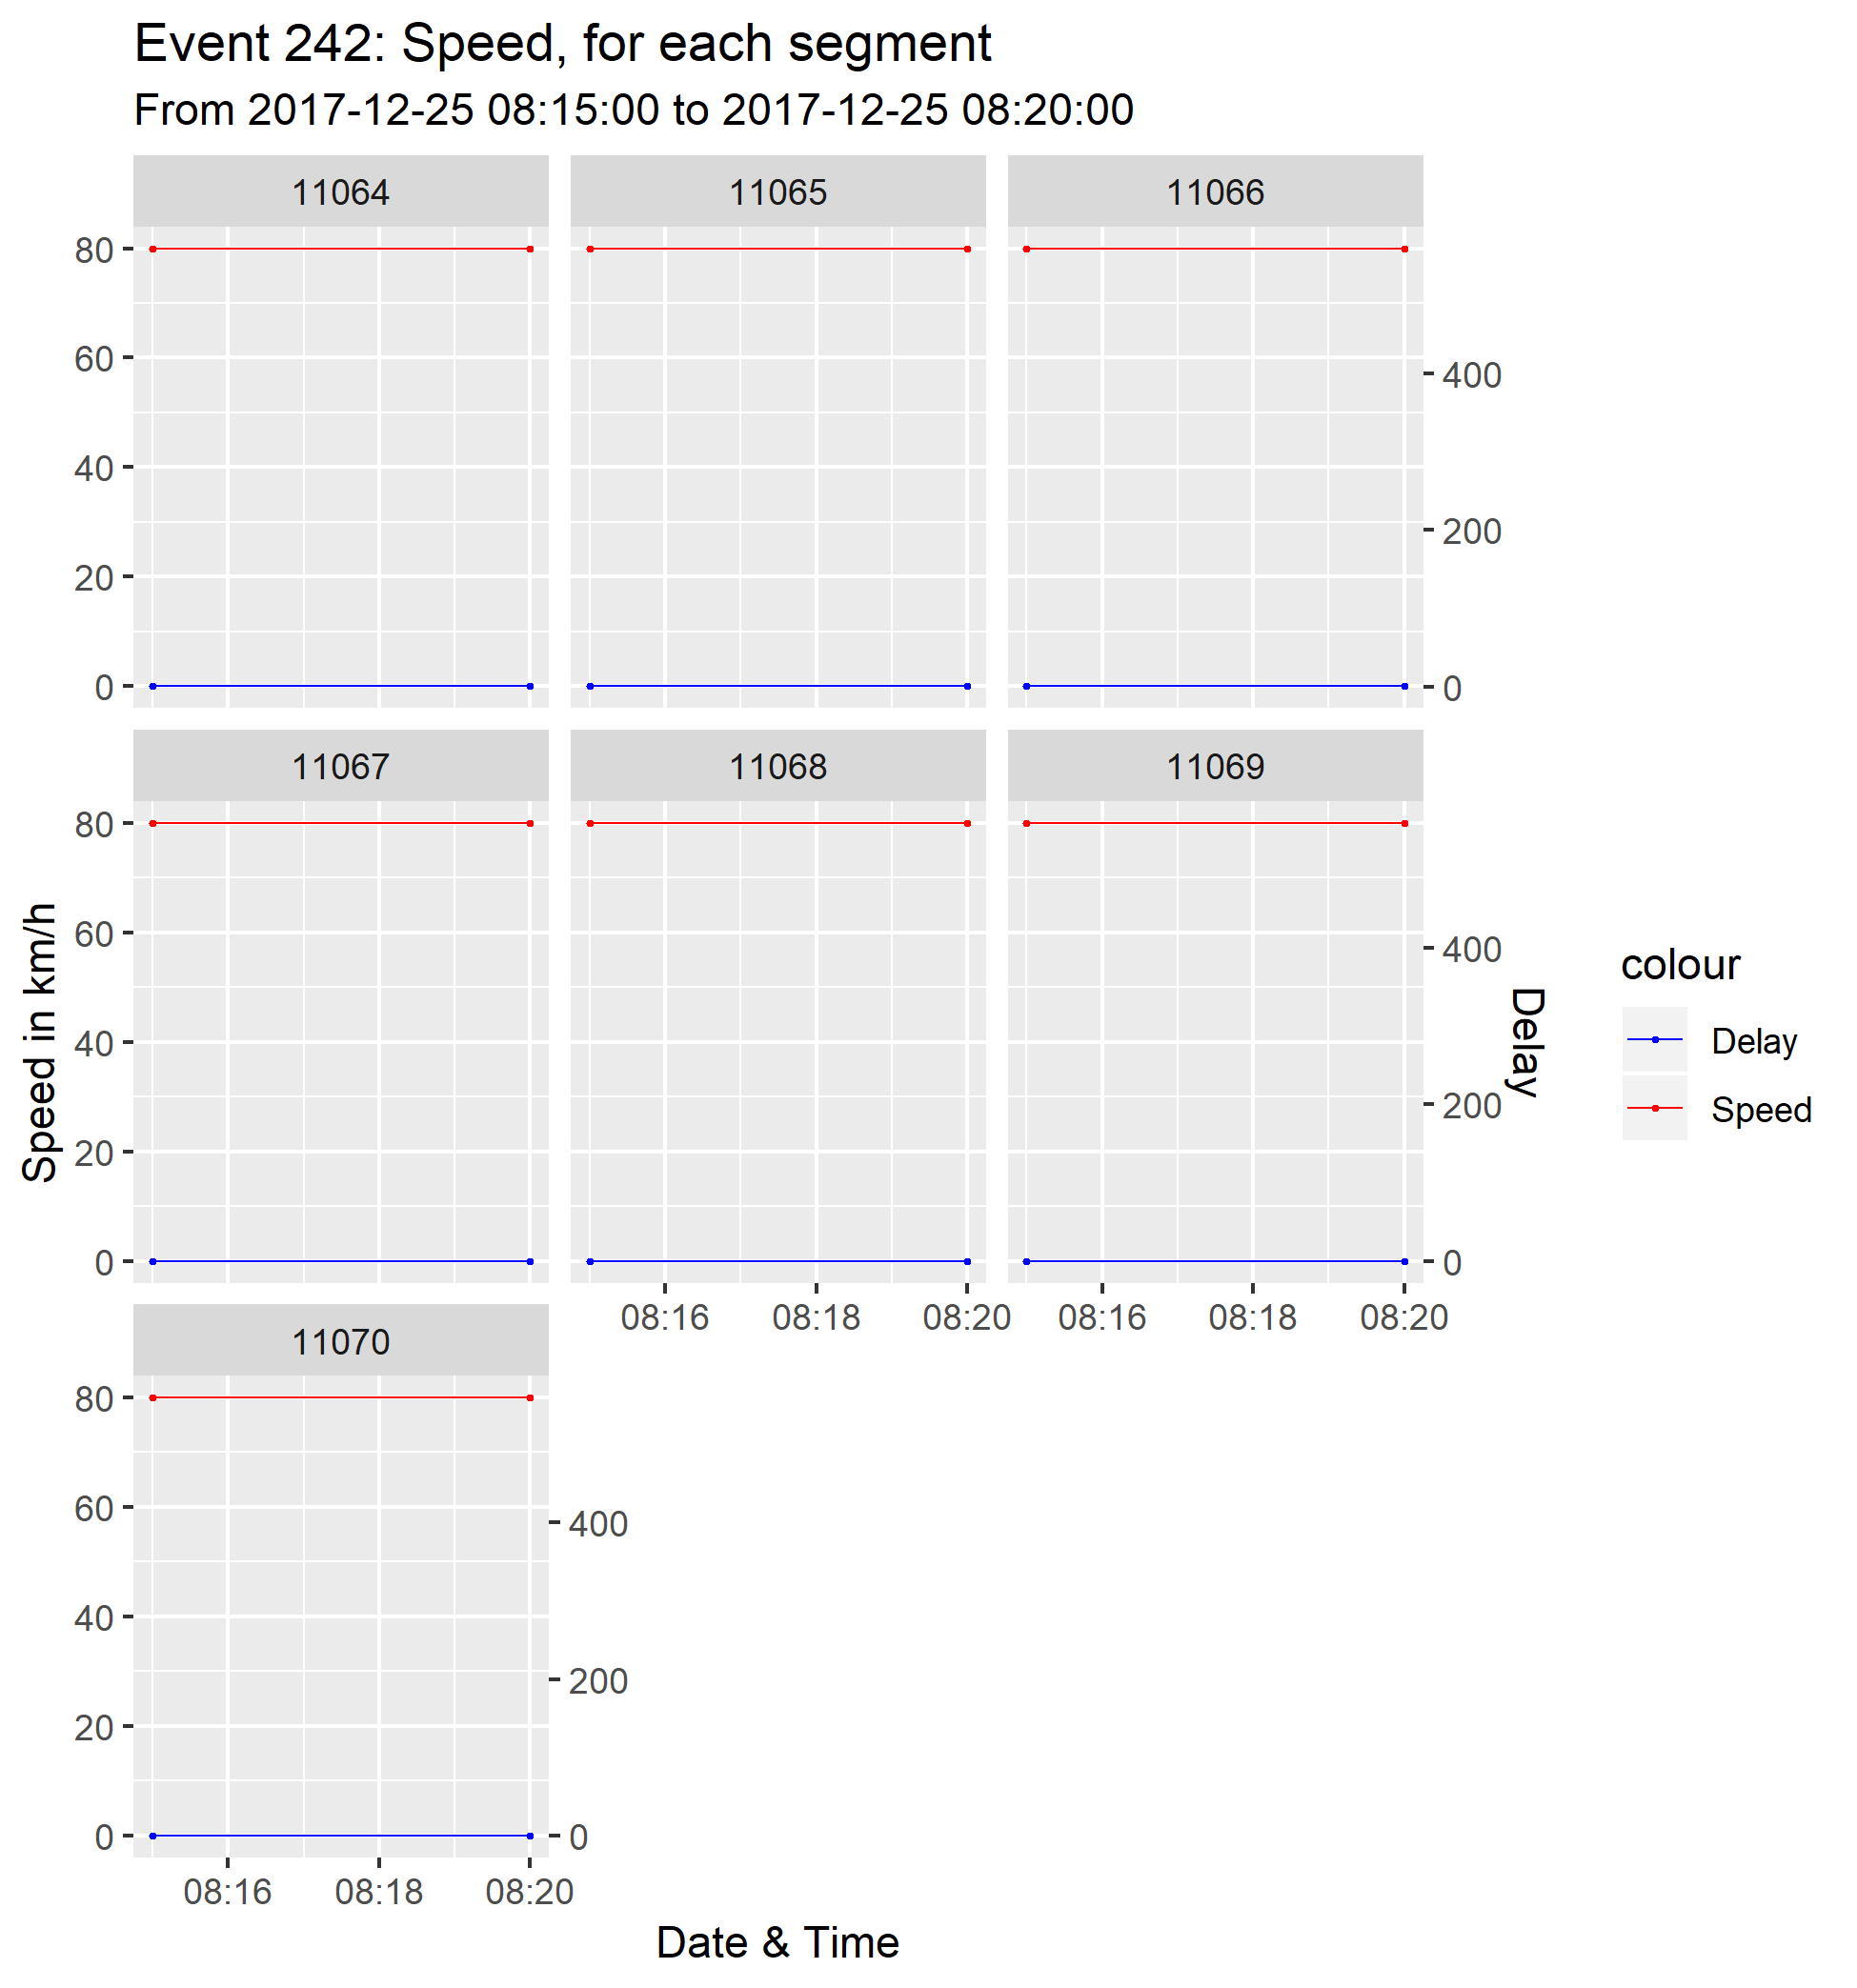 Event 242: Speed, for each segment
From 2017-12-25 08:15:00 to 2017-12-25 08:20:00
11064 11065 11066
80
60
40
20
0
400
200
0
11067 11068 11069
80
60
40
20
0
400
200
0
08:16 08:18 08:20 08:16 08:18 08:20
11070
80
60
40
20
0
400
200
0
08:16 08:18 08:20
Date & Time
Speed in km/h
Delay
colour
Delay
Speed